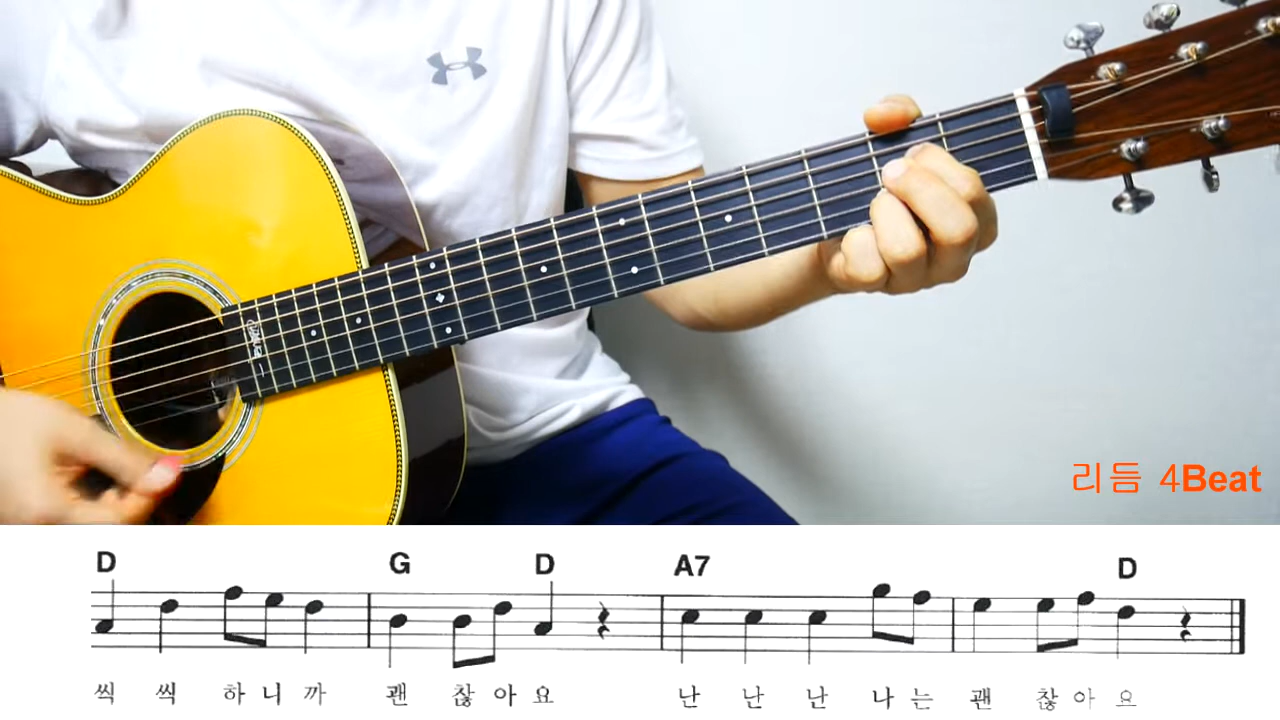 리듬 4Beat
D G D A7 D
씩 씩 하 니 까 괜 찮 아 요 난 난 난 나 는 괜 찮 아 요